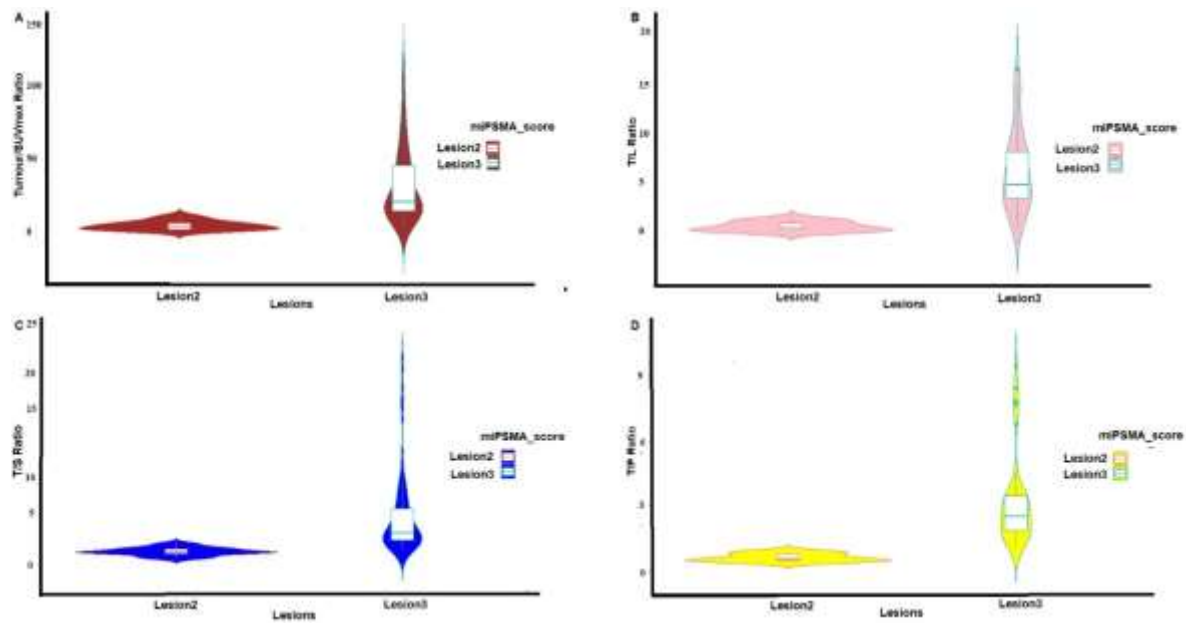 A
150
100
50
0
Tumour/SUVmax Ratio
miPSMA_score
Lesion2
Lesion3
Lesion2
Lesions
Lesion3
B
20
15
10
5
0
T/L Ratio
miPSMA_score
Lesion2
Lesion3
Lesion2
Lesions
Lesion3
C
25
20
15
10
5
0
T/S Ratio
miPSMA_score
Lesion2
Lesion3
Lesion2
Lesions
Lesion3
D
4
0
T/P Ratio
miPSMA_score
Lesion2
Lesion3
Lesion2
Lesions
Lesion3